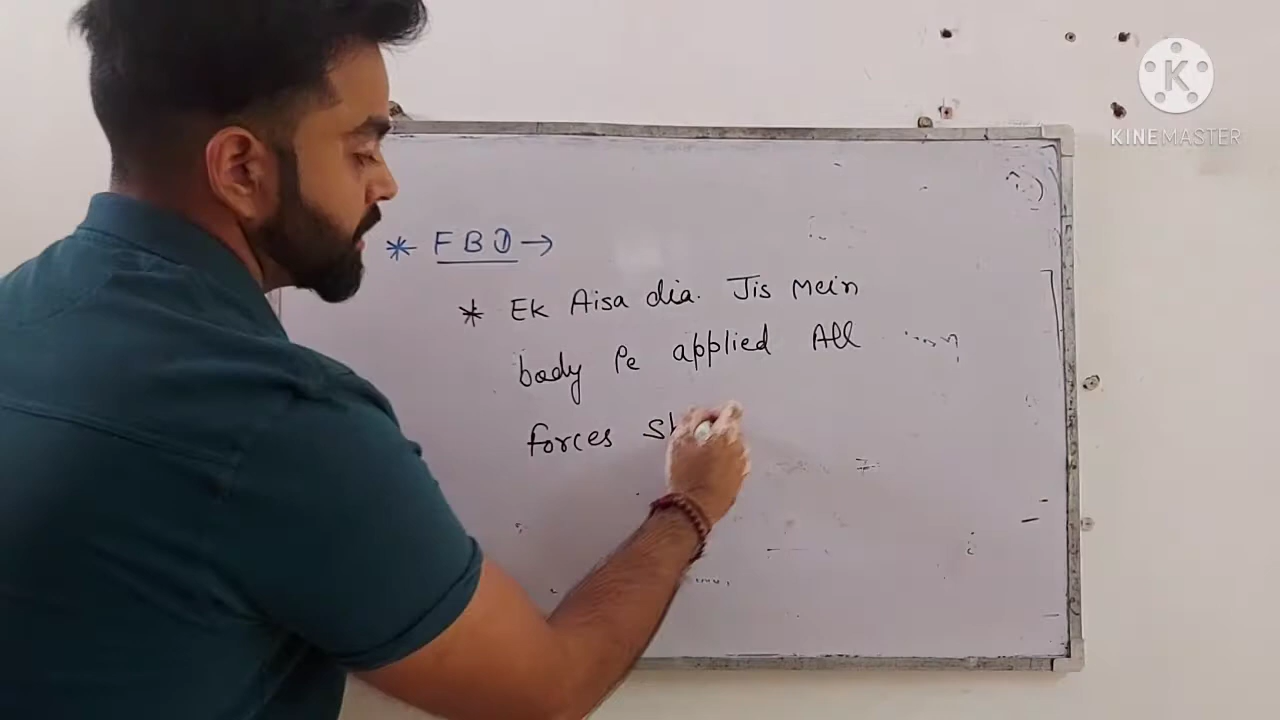 * FBD →
* Ek Aisa dia. Jis Mein
body Pe applied All
forces
KINEMASTER